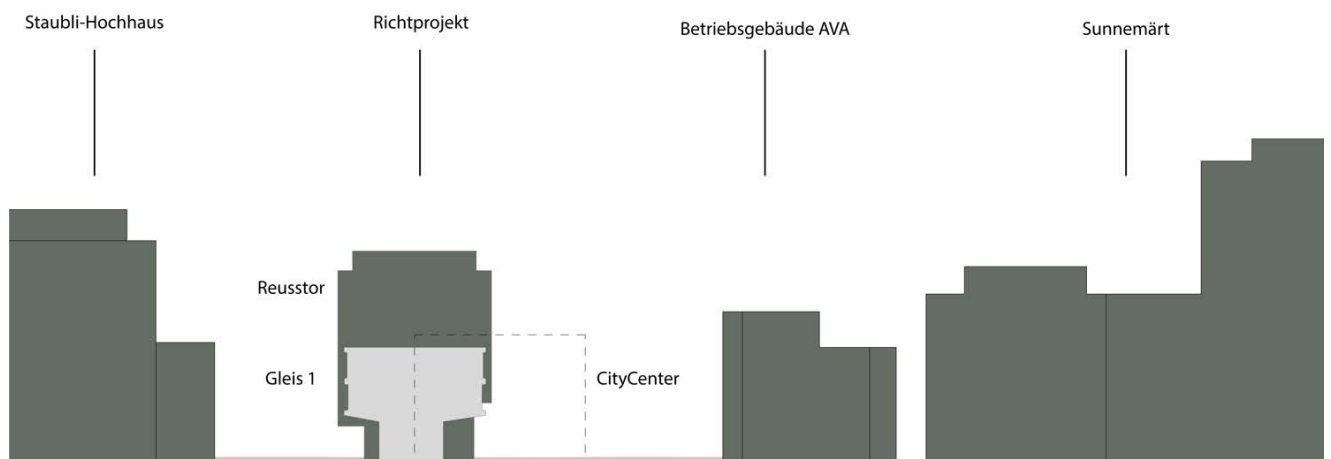 Staubli-Hochhaus
Richtprojekt
Betriebsgebäude AVA
Sunnemärt
Reusstor
Gleis 1
CityCenter